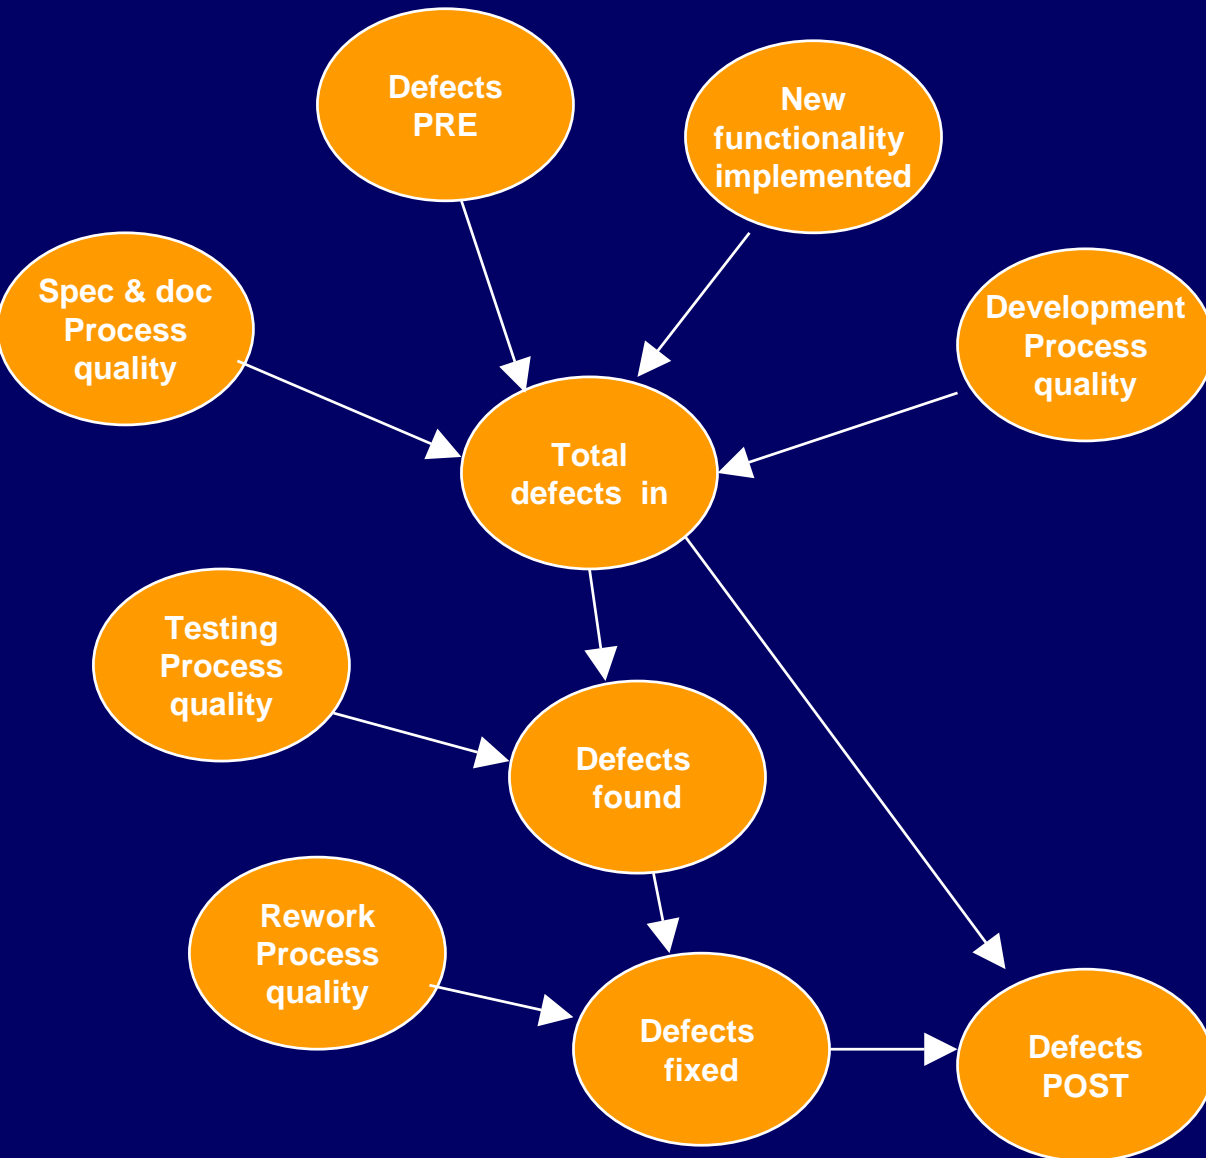 Defects
PRE
New
functionality
implemented
Spec & doc
Process
quality
Development
Process
quality
Total
defects in
Testing
Process
quality
Defects
found
Rework
Process
quality
Defects
fixed
Defects
POST